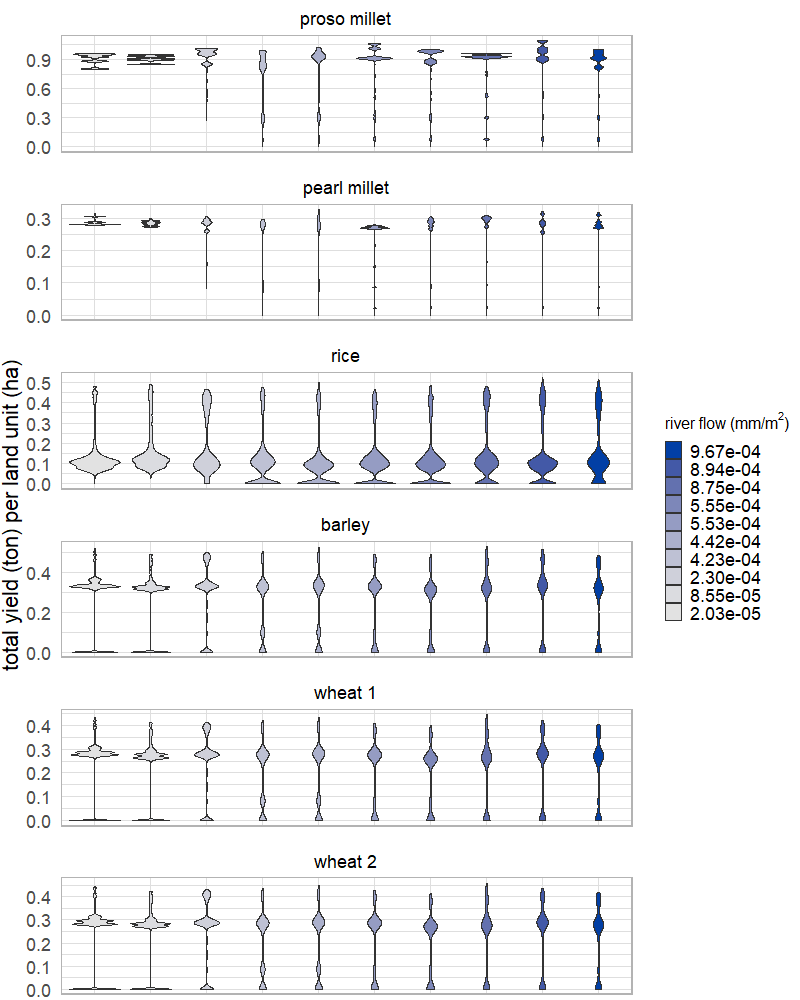 proso millet
0.9
0.6
0.3
0.0
pearl millet
0.3
0.2
0.1
0.0
rice
0.5
0.4
0.3
0.2
0.1
0.0
barley
0.4
0.2
0.0
wheat 1
0.4
0.3
0.2
0.1
0.0
wheat 2
0.4
0.3
0.2
0.1
0.0
total yield (ton) per land unit (ha)
river flow (mm/m²)
9.67e-04
8.94e-04
8.75e-04
5.55e-04
5.53e-04
4.42e-04
4.23e-04
2.30e-04
8.55e-05
2.03e-05